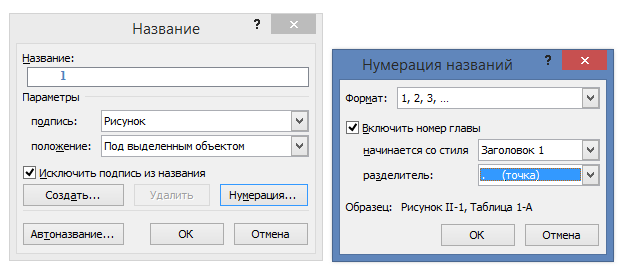 Название
Название:
1
Параметры
подпись: Рисунок
положение: Под выделенным объектом
Исключить подпись из названия
Создать... Удалить Нумерация...
Автоназвание... ОК Отмена
Нумерация названий
Формат: 1, 2, 3, ...
Включить номер главы
начинается со стиля Заголовок 1
разделитель: . (точка)
Образец: Рисунок II-1, Таблица 1-A
ОК Отмена